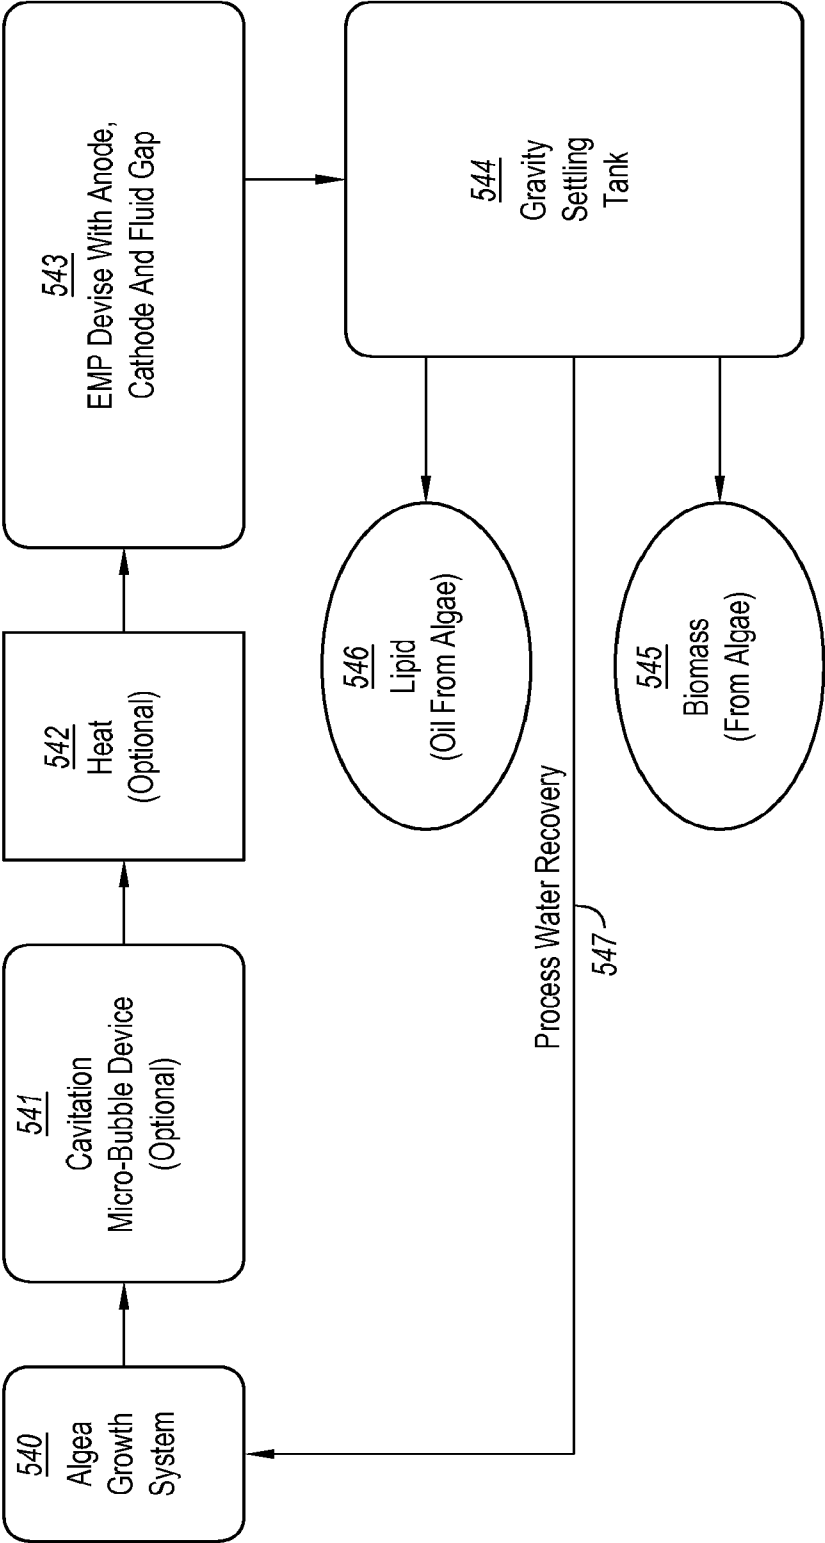 540
Algea
Growth
System
541
Cavitation
Micro-Bubble Device
(Optional)
542
Heat
(Optional)
543
EMP Devise With Anode,
Cathode And Fluid Gap
544
Gravity
Settling
Tank
546
Lipid
(Oil From Algae)
545
Biomass
(From Algae)
Process Water Recovery
547